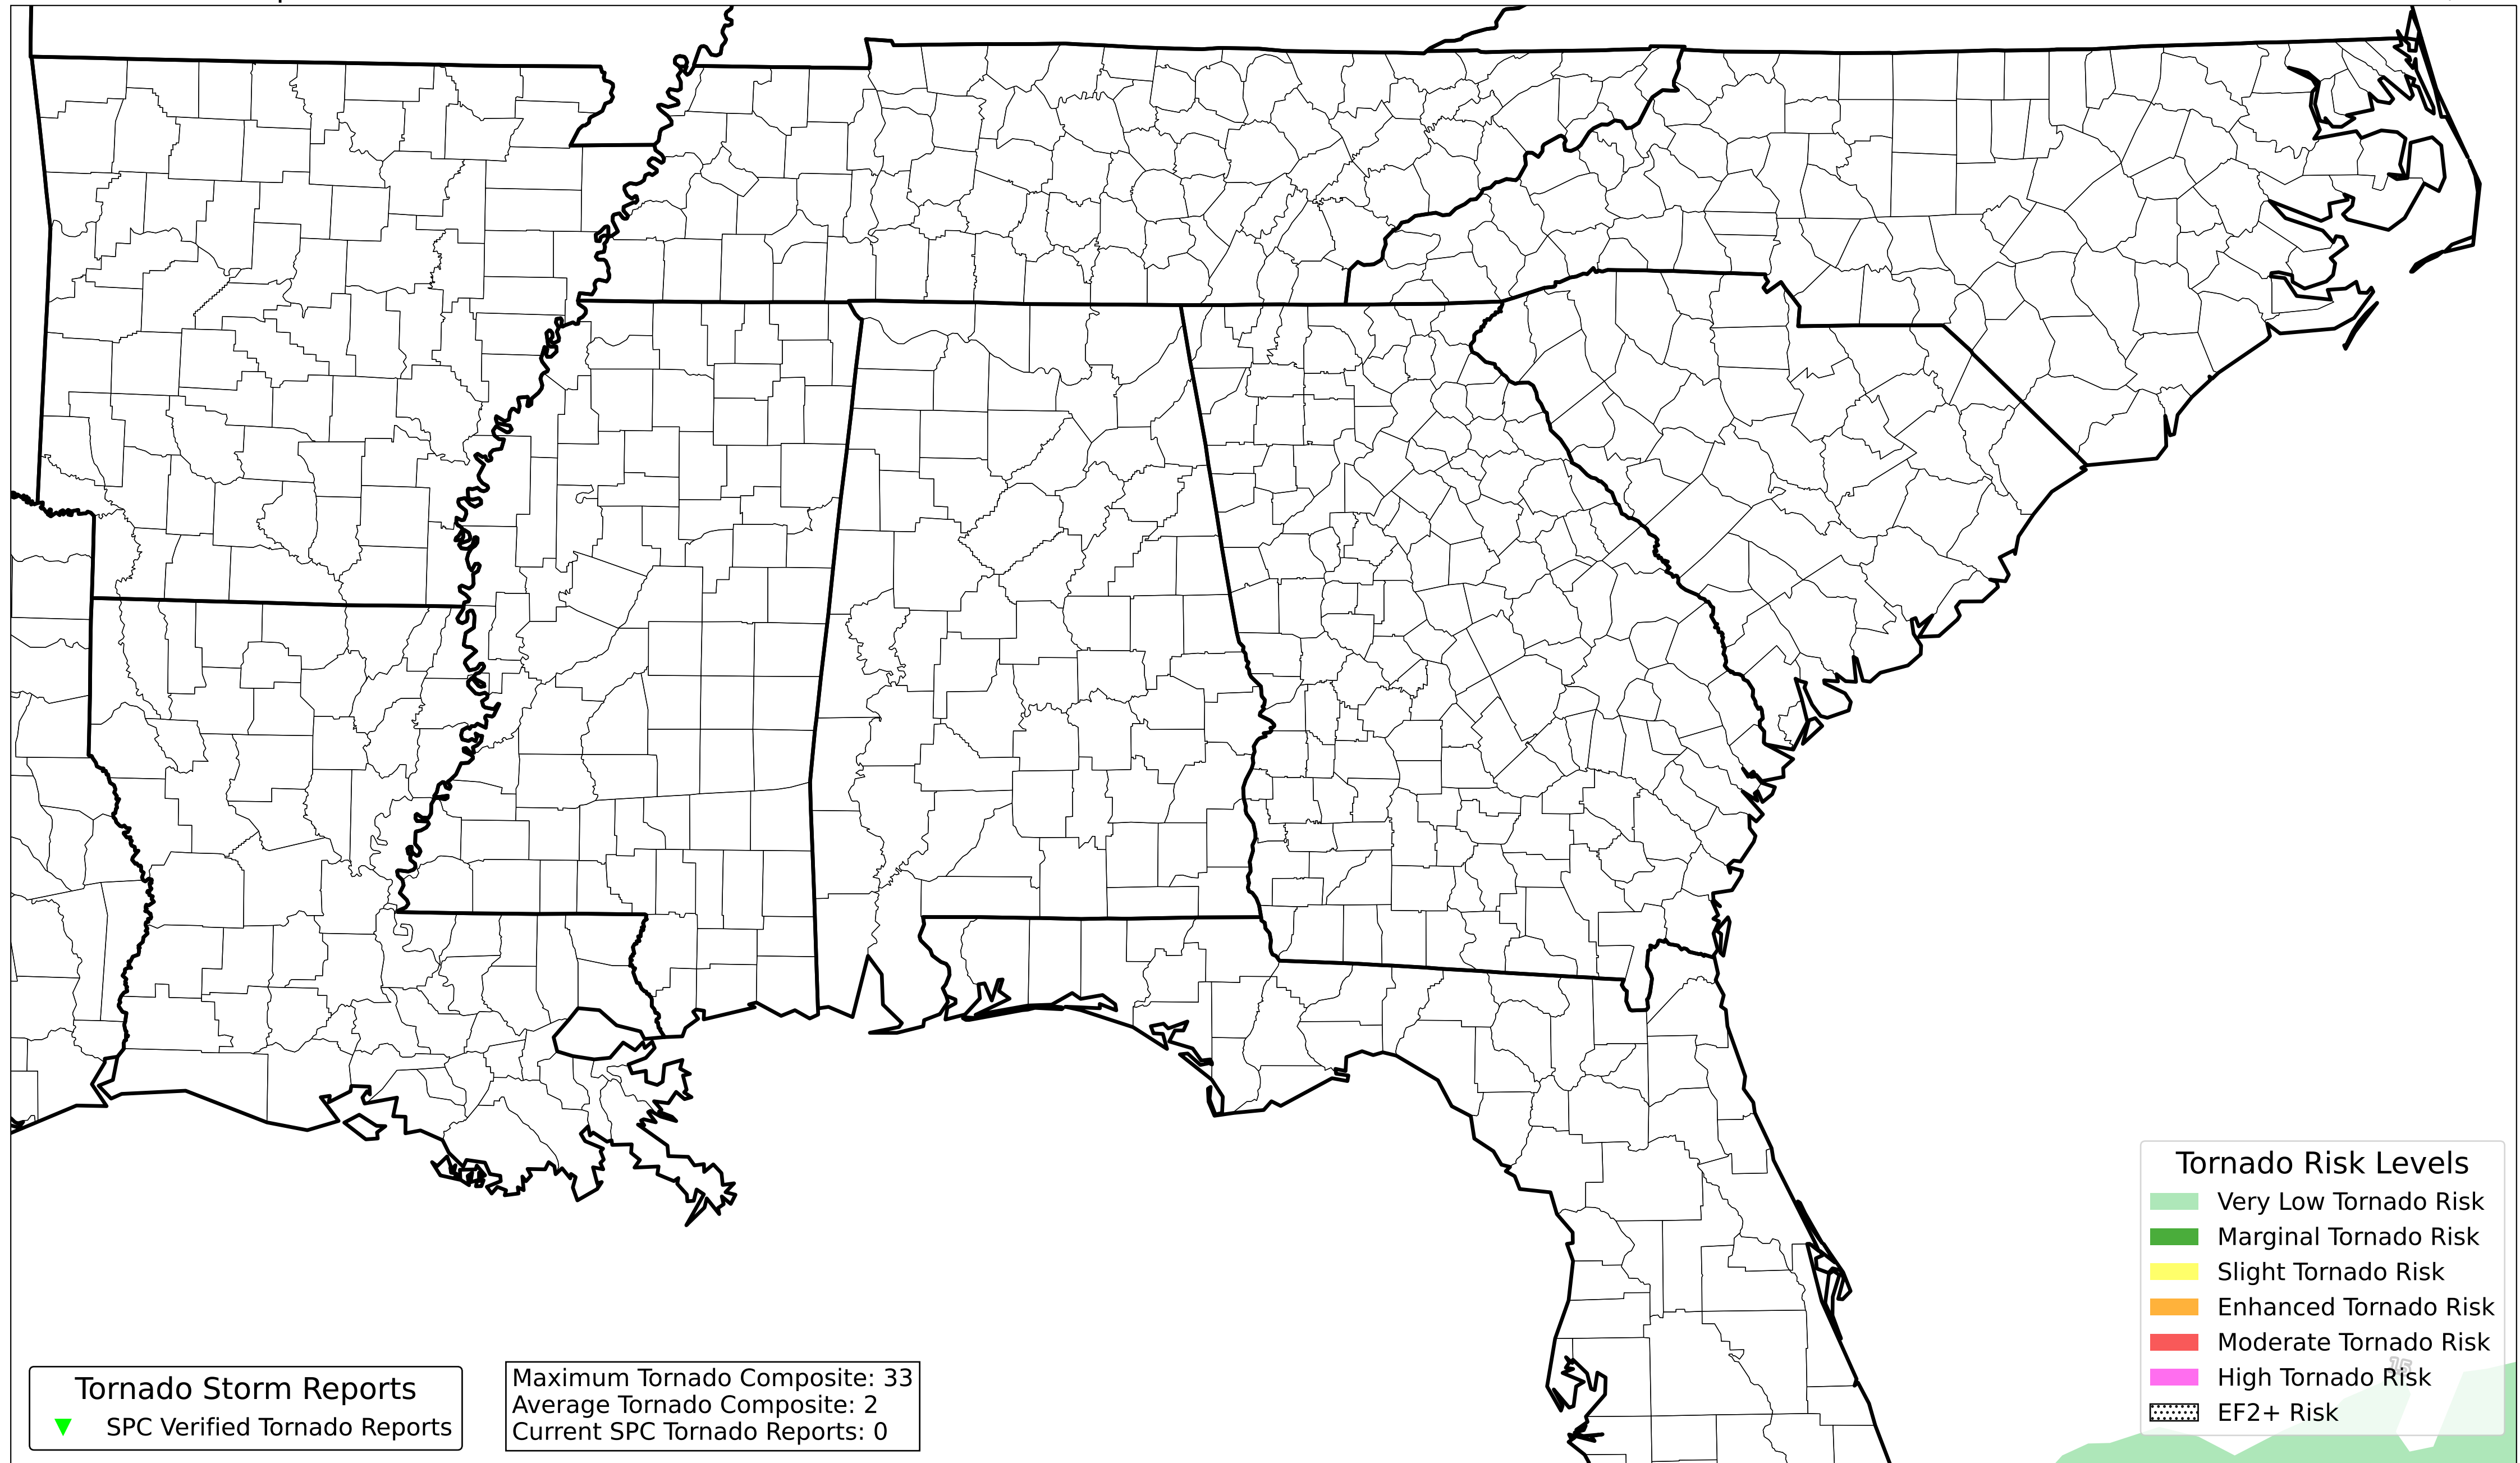 Tornado Risk Levels
Very Low Tornado Risk
Marginal Tornado Risk
Slight Tornado Risk
Enhanced Tornado Risk
Moderate Tornado Risk
15
High Tornado Risk
EF2+ Risk
Tornado Storm Reports
SPC Verified Tornado Reports
Maximum Tornado Composite: 33
Average Tornado Composite: 2
Current SPC Tornado Reports: 0